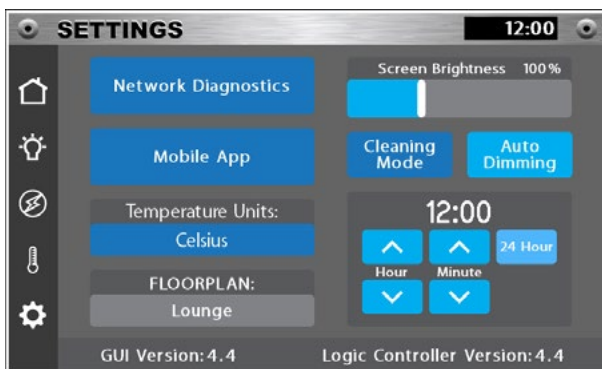 SETTINGS
12:00
Network Diagnostics
Screen Brightness 100%
Mobile App
Cleaning
Mode
Auto
Dimming
Temperature Units:
Celsius
12:00
24 Hour
Hour
Minute
FLOORPLAN:
Lounge
GUI Version:4.4
Logic Controller Version:4.4